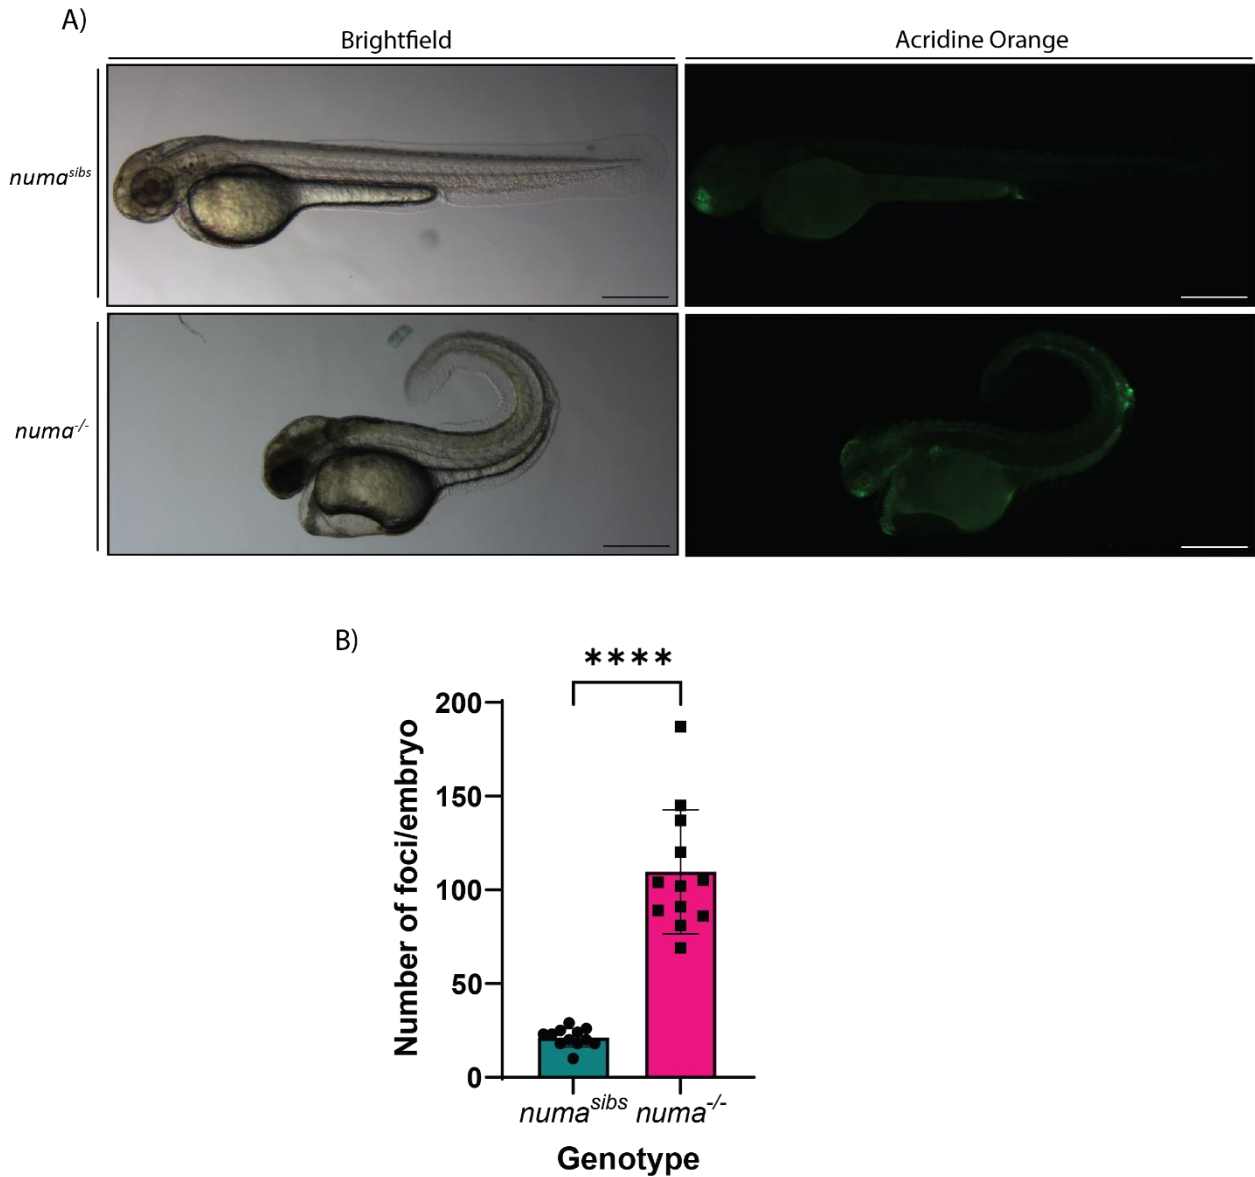 A)
Brightfield
Acridine Orange
numa^sibs
numa^-/-
B)
****
Number of foci/embryo
200
150
100
50
0
numa^sibs numa^-/-
Genotype